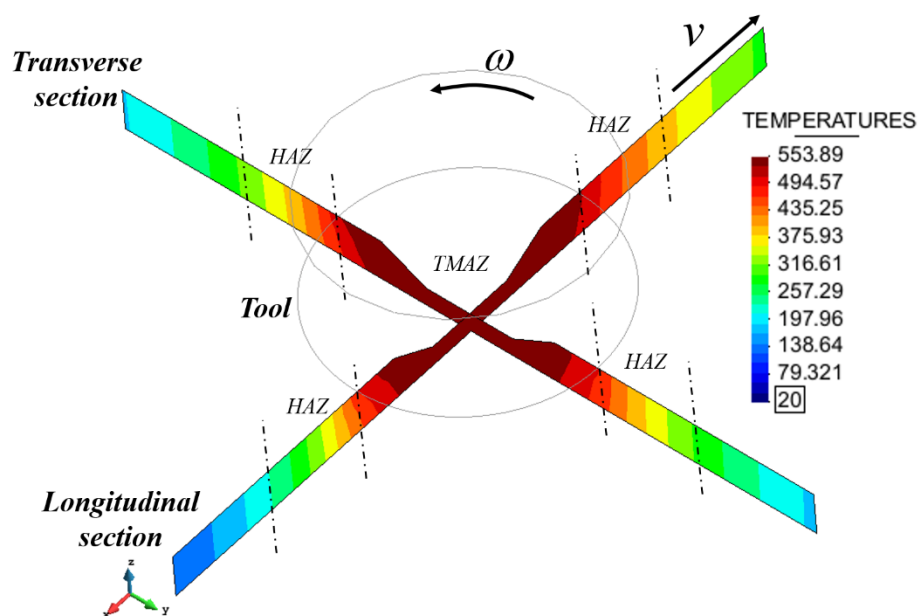 Transverse
section
ω
v
HAZ
HAZ
TEMPERATURES
553.89
494.57
435.25
375.93
316.61
257.29
197.96
138.64
79.321
20
TMAZ
Tool
HAZ
HAZ
Longitudinal
section
z
x
y